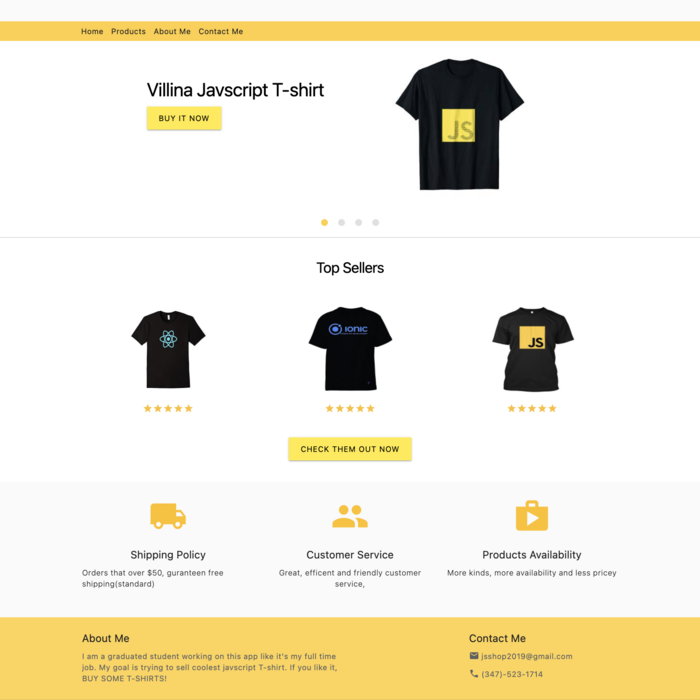 Home Products About Me Contact Me
Villina Javscript T-shirt
BUY IT NOW
JS
Top Sellers
IONIC
JS
CHECK THEM OUT NOW
Shipping Policy
Customer Service
Products Availability
Orders that over $50, guranteen free
shipping(standard)
Great, efficent and friendly customer
service,
More kinds, more availability and less pricey
About Me
I am a graduated student working on this app like it's my full time
job. My goal is trying to sell coolest javscript T-shirt. If you like it,
BUY SOME T-SHIRTS!
Contact Me
jsshop2019@gmail.com
(347)-523-1714